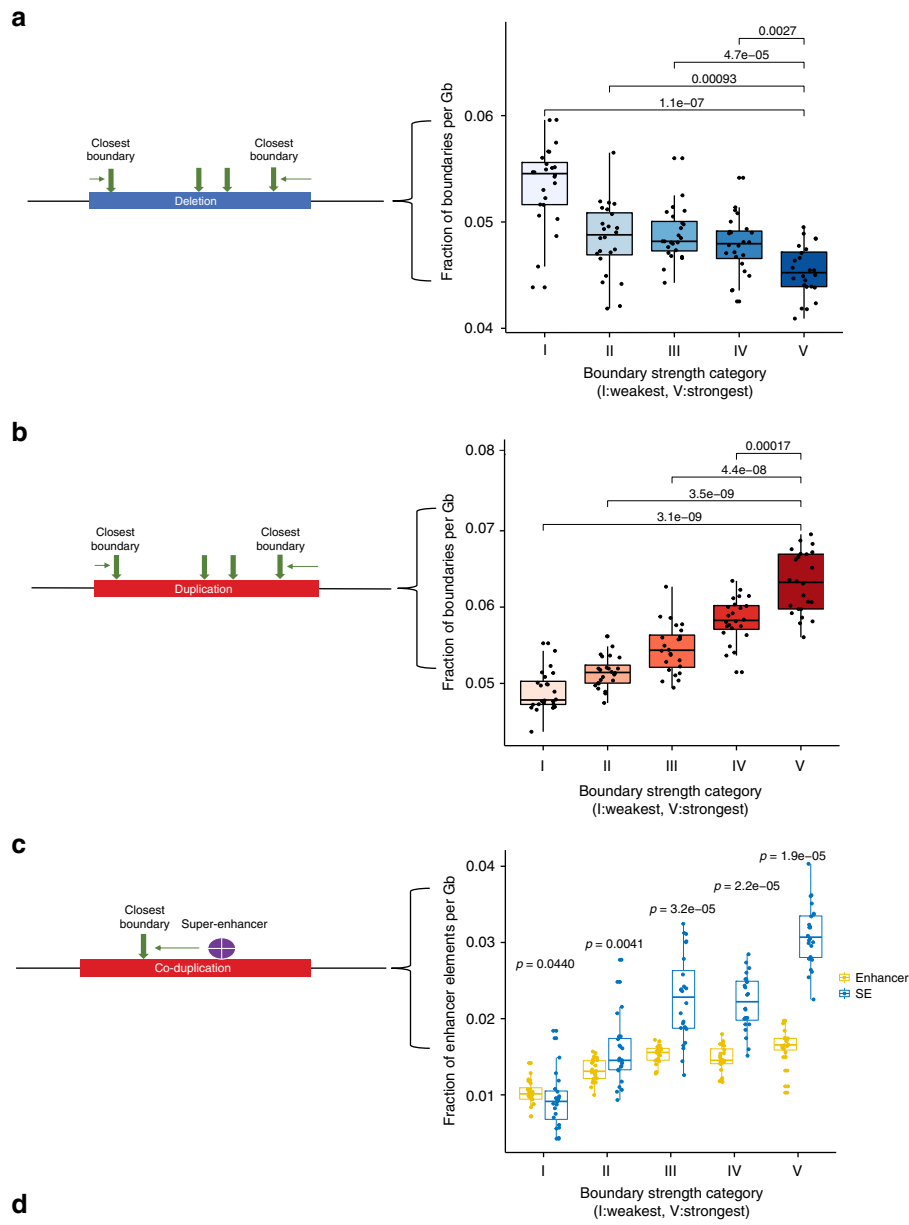 a
Closest
boundary
Closest
boundary
Deletion
Fraction of boundaries per Gb
0.06
0.05
0.04
0.0027
4.7e−05
0.00093
1.1e−07
I II III IV V
Boundary strength category
(I:weakest, V:strongest)
b
Closest
boundary
Closest
boundary
Duplication
Fraction of boundaries per Gb
0.08
0.07
0.06
0.05
0.00017
4.4e−08
3.5e−09
3.1e−09
I II III IV V
Boundary strength category
(I:weakest, V:strongest)
c
Closest
boundary
Super-enhancer
Co-duplication
Fraction of enhancer elements per Gb
0.04
0.03
0.02
0.01
p = 0.0440
p = 0.0041
p = 3.2e−05
p = 2.2e−05
p = 1.9e−05
Enhancer
SE
I II III IV V
Boundary strength category
(I:weakest, V:strongest)
d